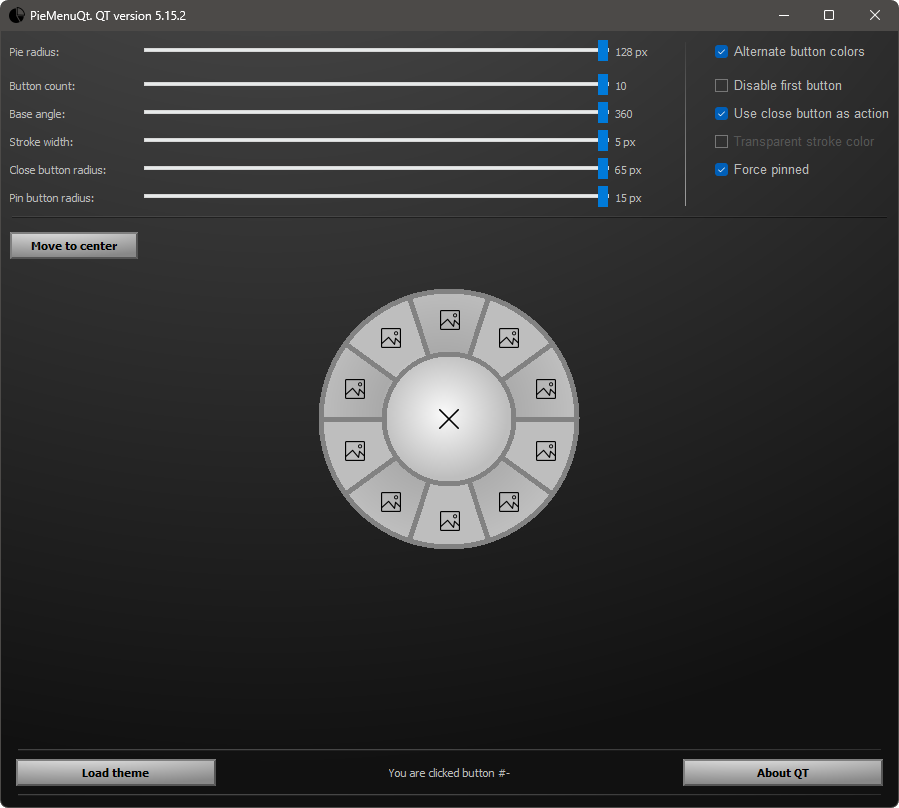 PieMenuQt. QT version 5.15.2
Pie radius: 128 px
Button count: 10
Base angle: 360
Stroke width: 5 px
Close button radius: 65 px
Pin button radius: 15 px
Alternate button colors
Disable first button
Use close button as action
Transparent stroke color
Force pinned
Move to center
Load theme
You are clicked button #-
About QT